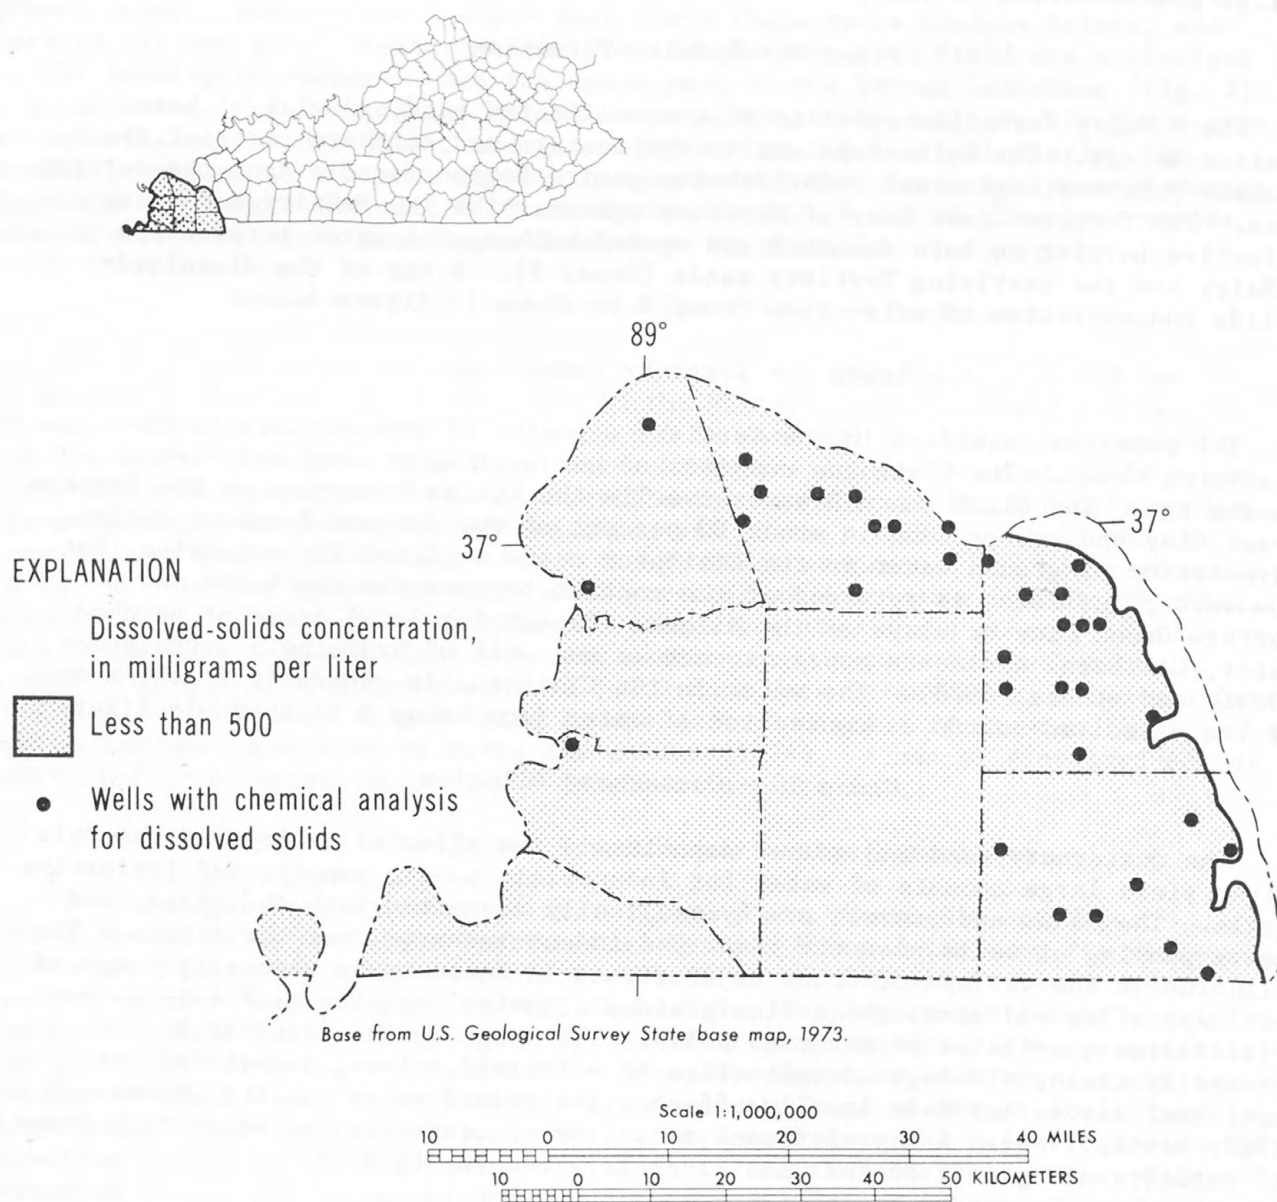 89°
37°
37°
EXPLANATION
Dissolved-solids concentration,
in milligrams per liter
Less than 500
Wells with chemical analysis
for dissolved solids
Base from U.S. Geological Survey State base map, 1973.
Scale 1:1,000,000
10 0 10 20 30 40 MILES
10 0 10 20 30 40 50 KILOMETERS